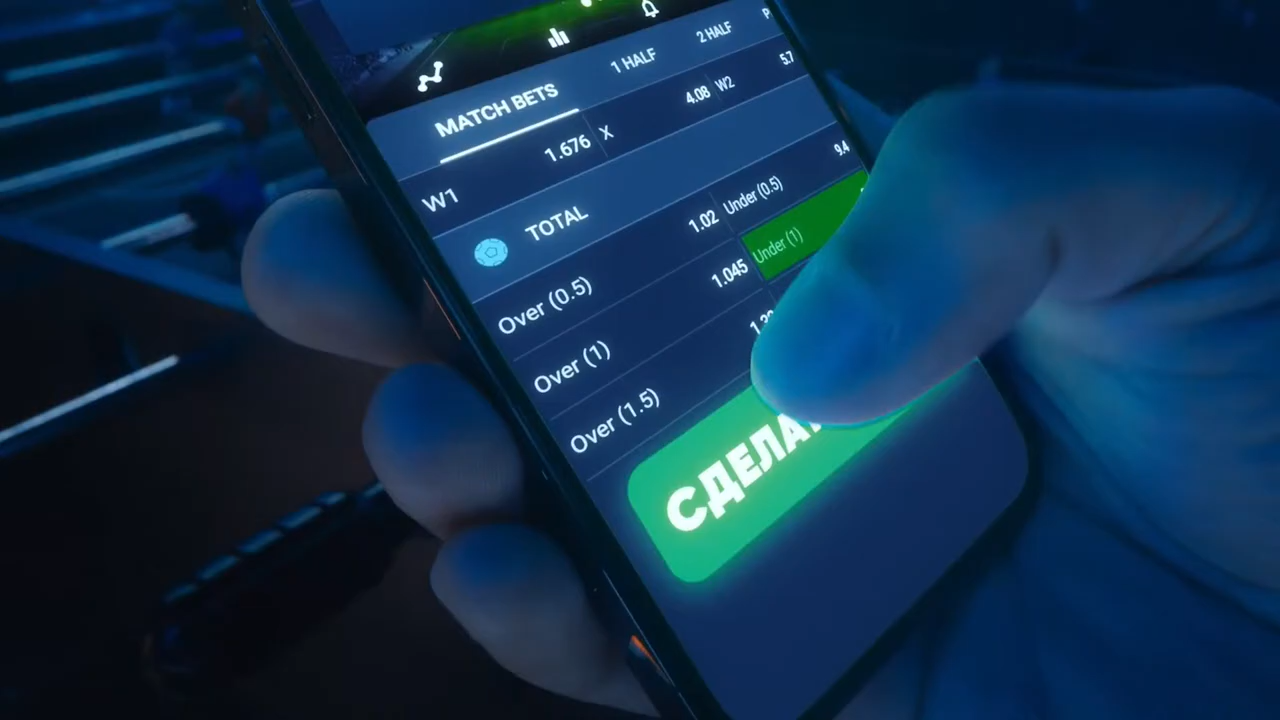 MATCH BETS 1 HALF 2 HALF
W1 1.676 X 4.08 W2 5.7
TOTAL
Over (0.5) 1.02 Under (0.5) 9.4
Over (1) 1.045 Under (1)
Over (1.5)